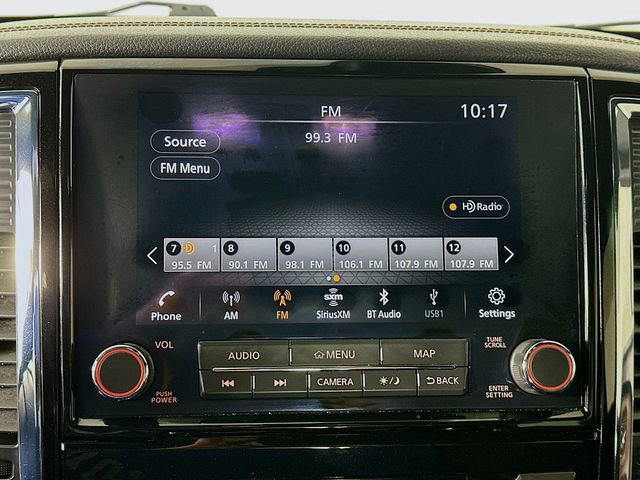 FM
10:17
Source
99.3 FM
FM Menu
HD Radio
7 HD 1 8 9 10 11 12
95.5 FM 90.1 FM 98.1 FM 106.1 FM 107.9 FM 107.9 FM
sxm
Phone AM FM SiriusXM BT Audio USB1 Settings
VOL
AUDIO MENU MAP
TUNE
SCROLL
PUSH
POWER
CAMERA BACK
ENTER
SETTING